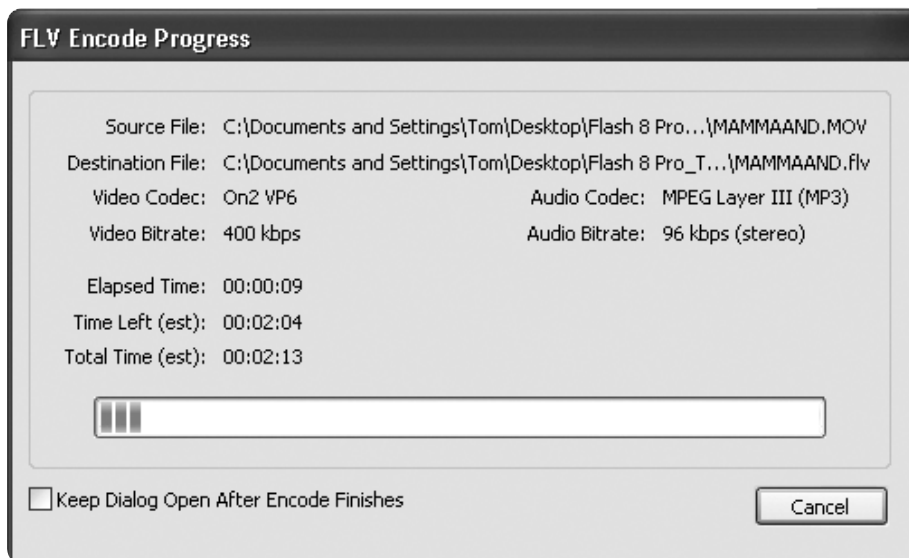 FLV Encode Progress
Source File: C:\Documents and Settings\Tom\Desktop\Flash 8 Pro...\MAMMAAND.MOV
Destination File: C:\Documents and Settings\Tom\Desktop\Flash 8 Pro_T...\MAMMAAND.flv
Video Codec: On2 VP6 Audio Codec: MPEG Layer III (MP3)
Video Bitrate: 400 kbps Audio Bitrate: 96 kbps (stereo)
Elapsed Time: 00:00:09
Time Left (est): 00:02:04
Total Time (est): 00:02:13
Keep Dialog Open After Encode Finishes
Cancel